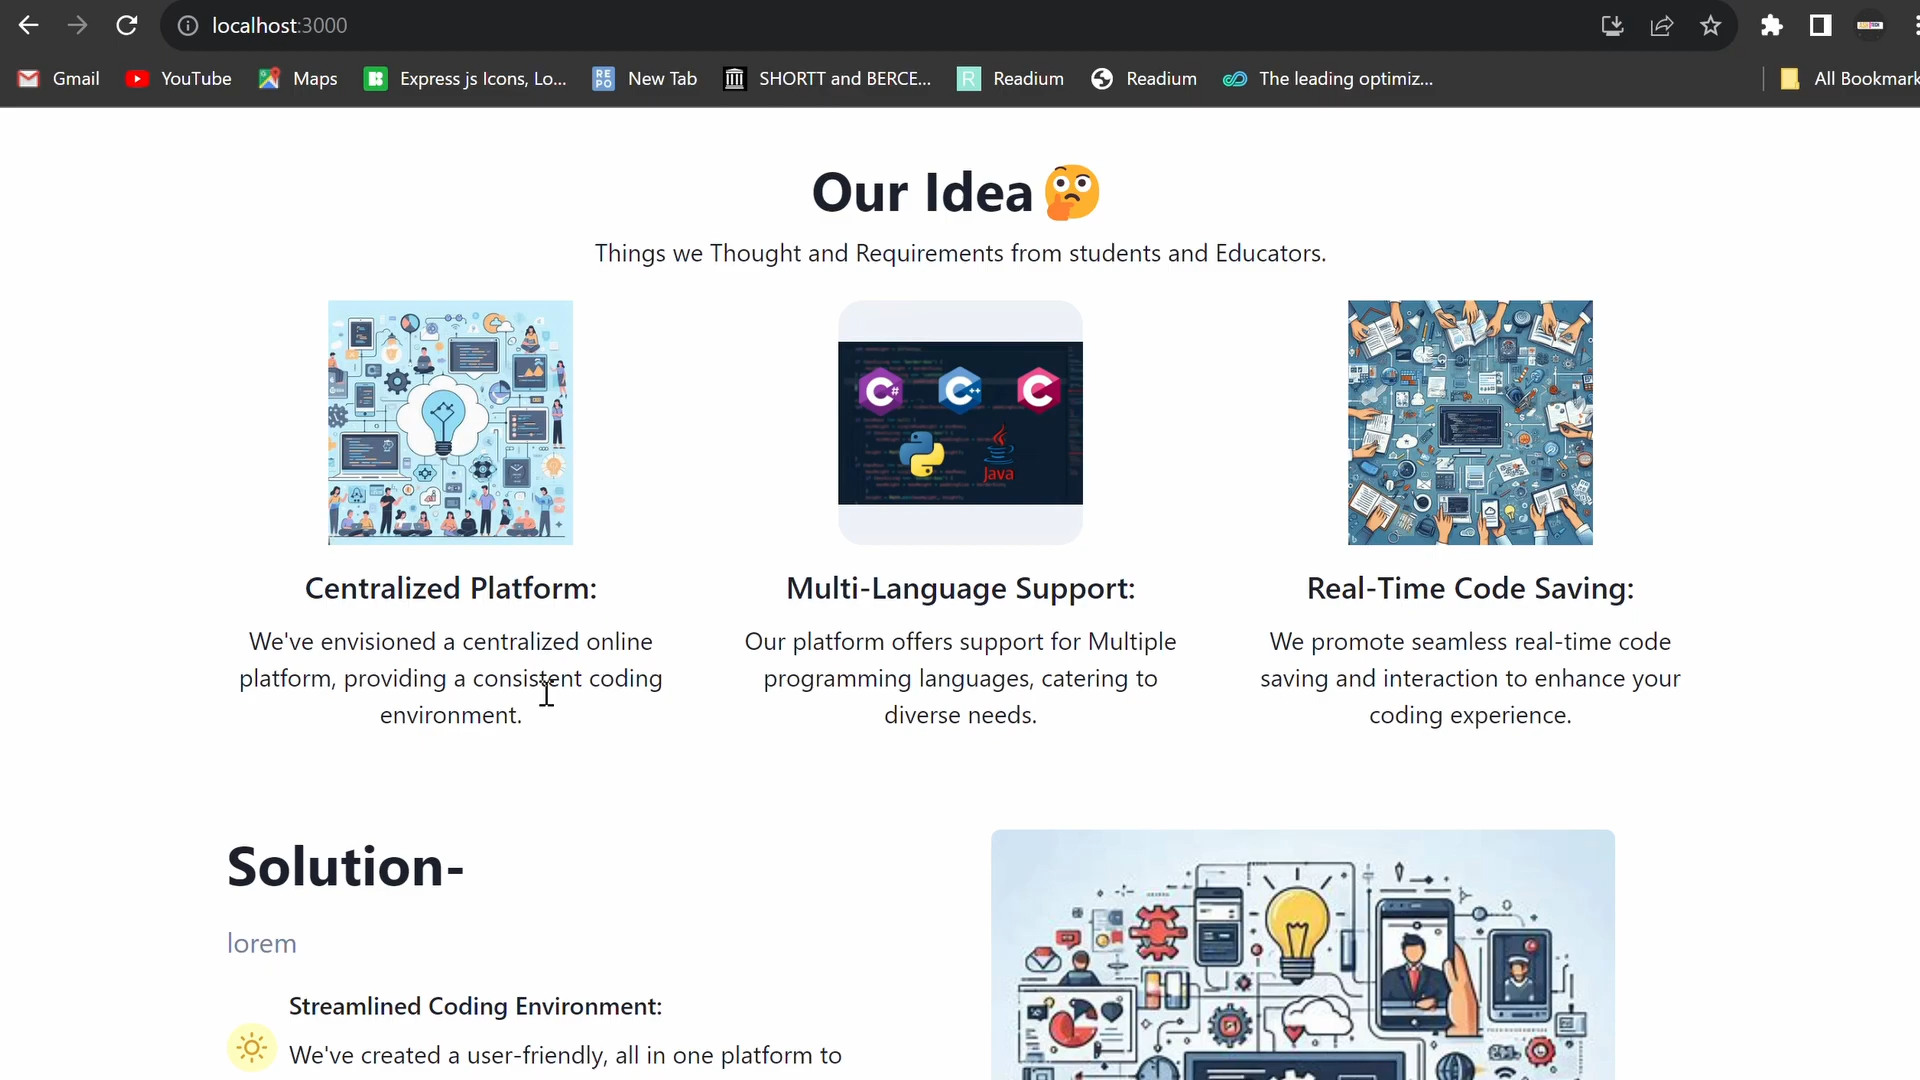 localhost:3000
Gmail
YouTube
Maps
Express js Icons, Lo...
RE
PO
New Tab
SHORTT and BERCE...
R
Readium
Readium
The leading optimiz...
All Bookmark
Our Idea🤔
Things we Thought and Requirements from students and Educators.
C#
C++
C
Java
Centralized Platform:
We've envisioned a centralized online
platform, providing a consistent coding
environment.
Multi-Language Support:
Our platform offers support for Multiple
programming languages, catering to
diverse needs.
Real-Time Code Saving:
We promote seamless real-time code
saving and interaction to enhance your
coding experience.
Solution-
lorem
Streamlined Coding Environment:
We've created a user-friendly, all in one platform to